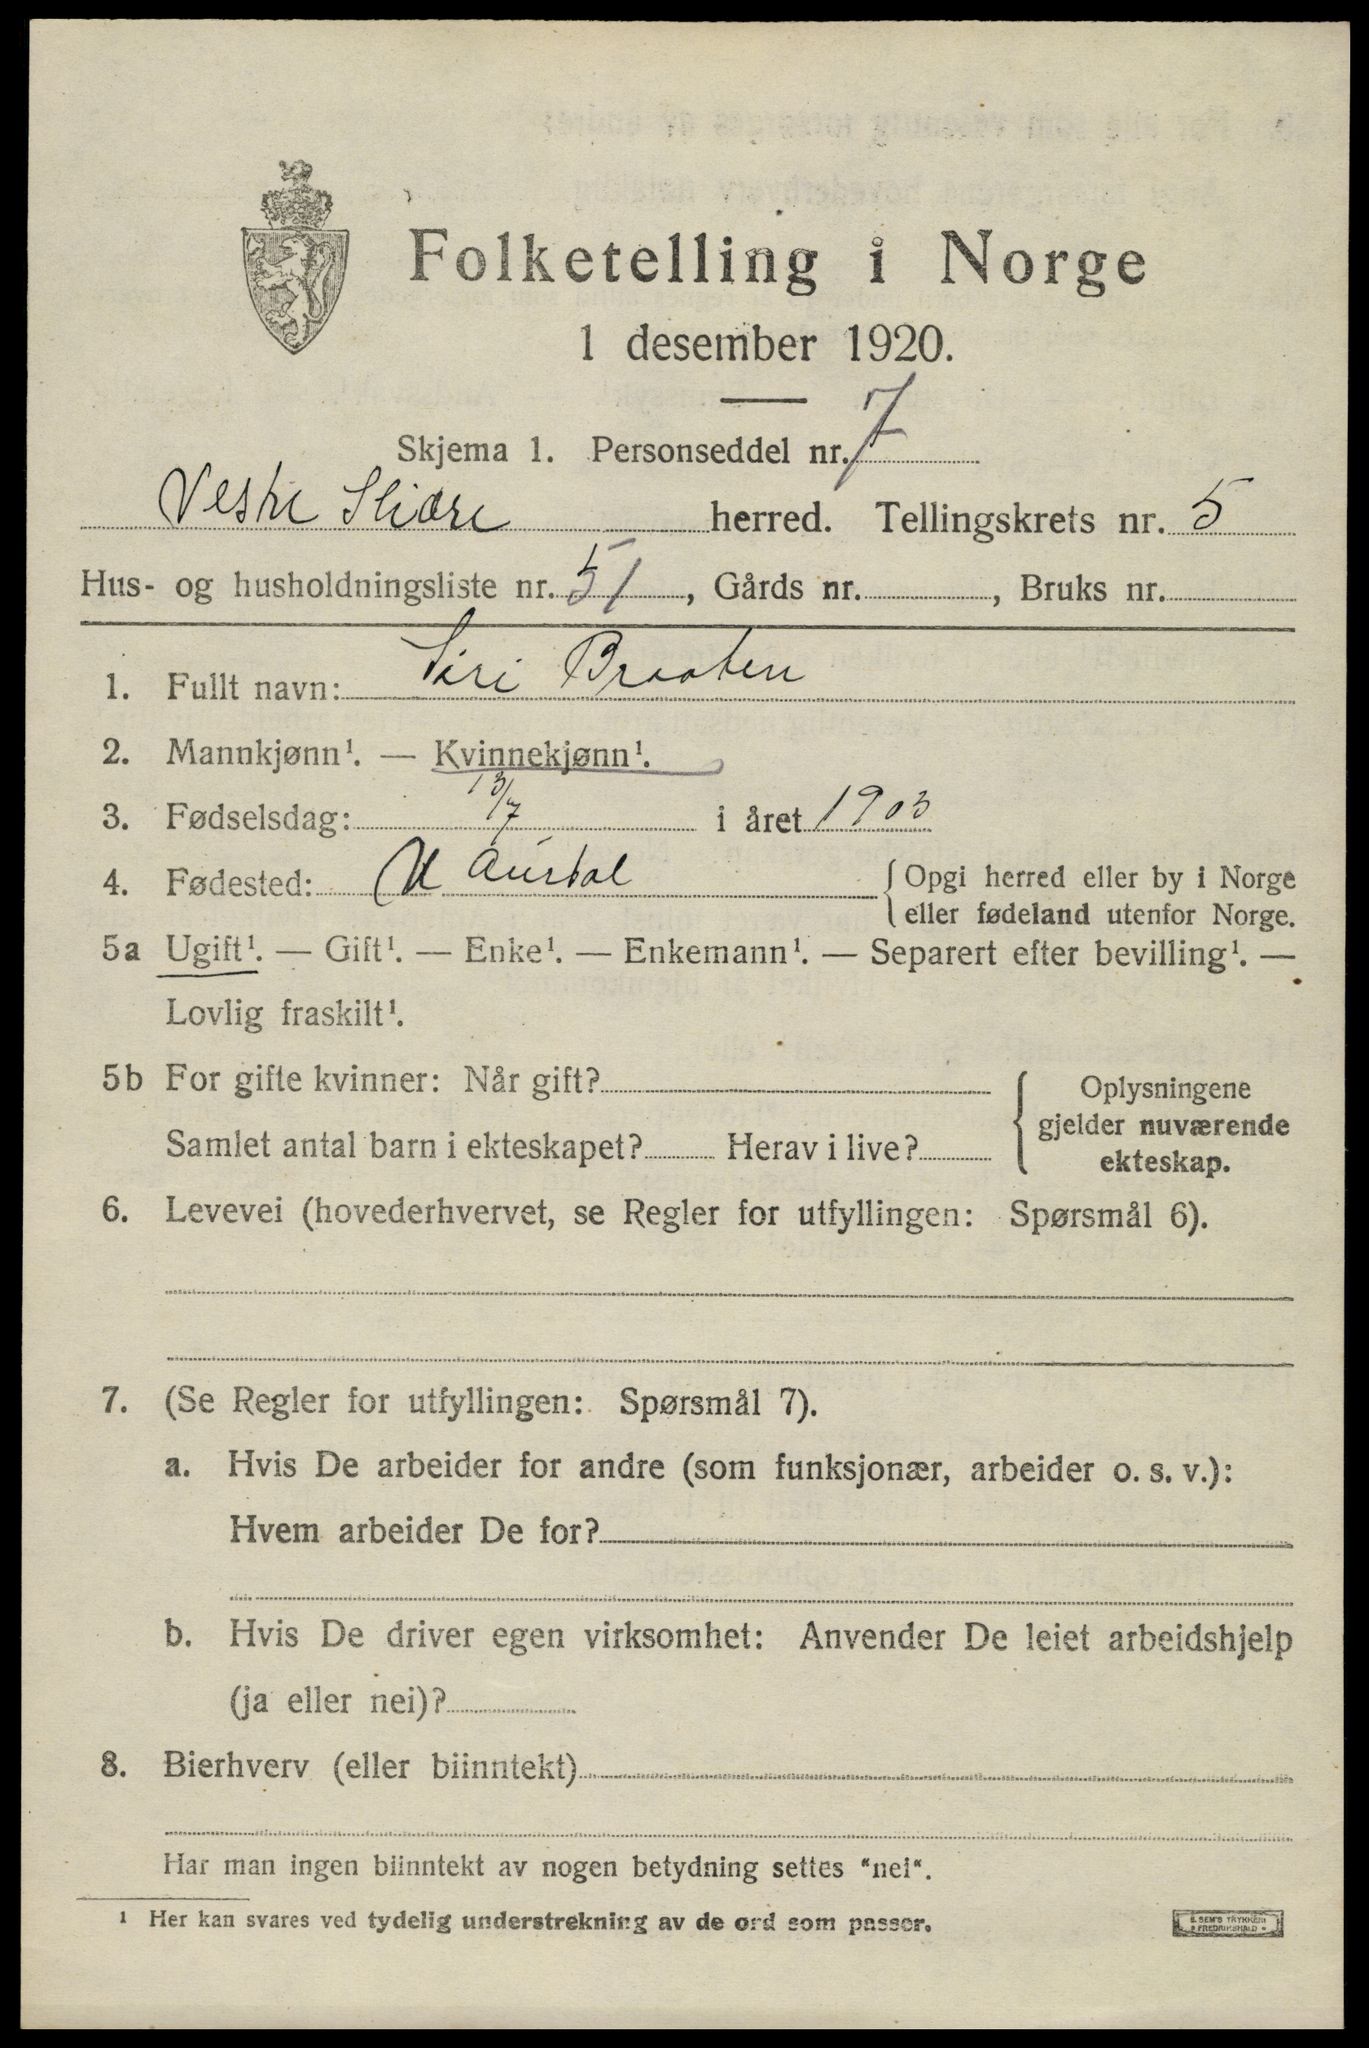 Folketelling i Norge
1 desember 1920.
Skjema 1. Personseddel nr. 7
Vestre Slidre herred. Tellingskrets nr. 5
Hus- og husholdningsliste nr. 51, Gårds nr. , Bruks nr.
1. Fullt navn: Siri Braaten
2. Mannkjønn¹. — Kvinnekjønn¹.
3. Fødselsdag: 13/7 i året 1903
4. Fødested: Aurdal { Opgi herred eller by i Norge
eller fødeland utenfor Norge.
5a Ugift¹. — Gift¹. — Enke¹. — Enkemann¹. — Separert efter bevilling¹. —
Lovlig fraskilt¹.
5b For gifte kvinner: Når gift? { Oplysningene
gjelder nuværende
Samlet antal barn i ekteskapet? Herav i live?
ekteskap.
6. Levevei (hovederhvervet, se Regler for utfyllingen: Spørsmål 6).
7. (Se Regler for utfyllingen: Spørsmål 7).
a. Hvis De arbeider for andre (som funksjonær, arbeider o. s. v.):
Hvem arbeider De for?
b. Hvis De driver egen virksomhet: Anvender De leiet arbeidshjelp
(ja eller nei)?
8. Bierhverv (eller biinntekt)
Har man ingen biinntekt av nogen betydning settes "nei".
¹ Her kan svares ved tydelig understrekning av de ord som passer.
S. SEM'S TRYKKERI
* FREDRIKSHALD *